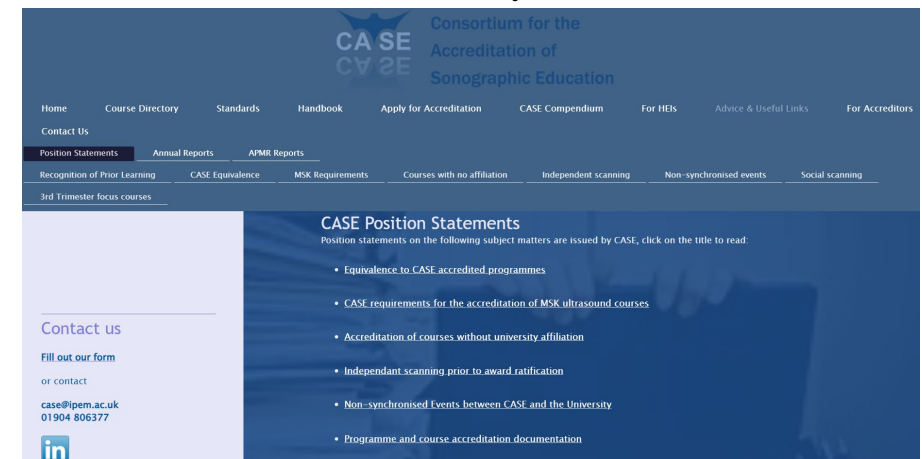 CASE
Consortium for the
Accreditation of
Sonographic Education
Home Course Directory Standards Handbook Apply for Accreditation CASE Compendium For HEIs Advice & Useful Links For Accreditors
Contact Us
Position Statements Annual Reports APMR Reports
Recognition of Prior Learning CASE Equivalence MSK Requirements Courses with no affiliation Independent scanning Non-synchronised events Social scanning
3rd Trimester focus courses
CASE Position Statements
Position statements on the following subject matters are issued by CASE, click on the title to read:
• Equivalence to CASE accredited programmes
• CASE requirements for the accreditation of MSK ultrasound courses
• Accreditation of courses without university affiliation
• Independant scanning prior to award ratification
• Non-synchronised Events between CASE and the University
• Programme and course accreditation documentation
Contact us
Fill out our form
or contact
case@ipem.ac.uk
01904 806377
in